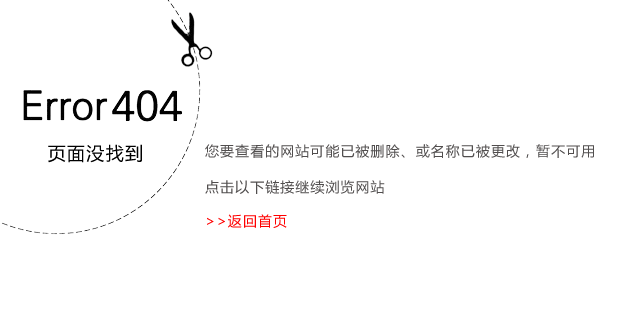 Error 404
页面没找到
您要查看的网站可能已被删除、或名称已被更改，暂不可用
点击以下链接继续浏览网站
>>返回首页